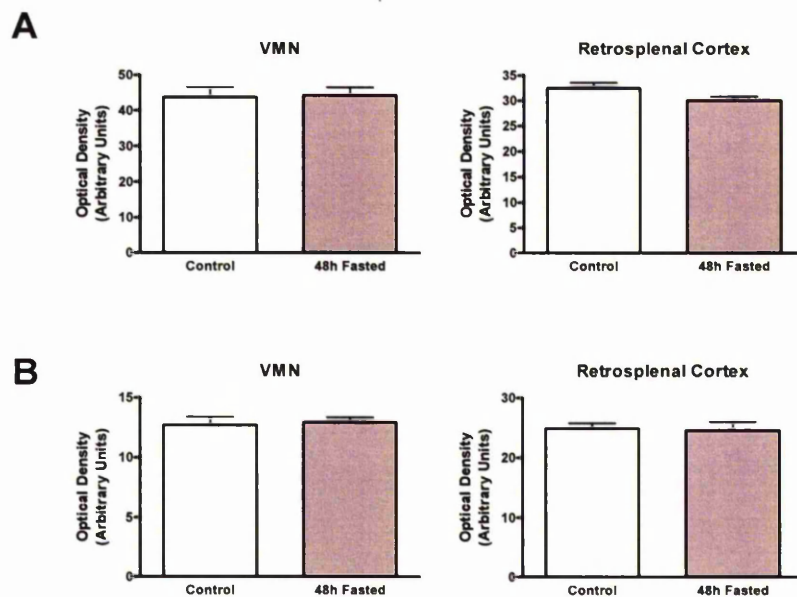 A
VMN
Optical Density
(Arbitrary Units)
50
40
30
20
10
0
Control
48h Fasted
Retrosplenal Cortex
Optical Density
(Arbitrary Units)
35
30
25
20
15
10
5
0
Control
48h Fasted
B
VMN
Optical Density
(Arbitrary Units)
15
10
5
0
Control
48h Fasted
Retrosplenal Cortex
Optical Density
(Arbitrary Units)
30
20
10
0
Control
48h Fasted